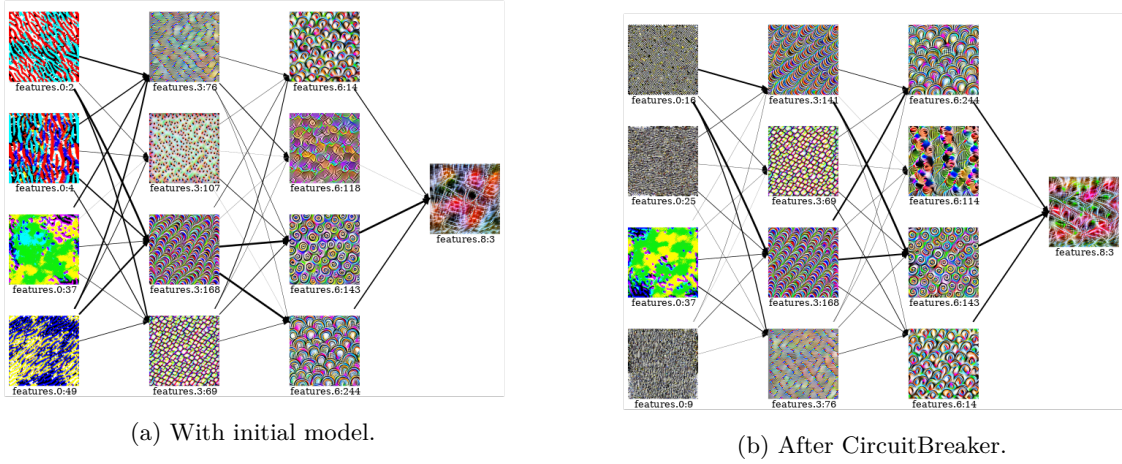 features.0:2
features.3:76
features.6:14
features.0:4
features.3:107
features.6:118
features.8:3
features.0:37
features.3:168
features.6:143
features.0:49
features.3:69
features.6:244
(a) With initial model.
features.0:16
features.3:141
features.6:244
features.0:25
features.3:69
features.6:114
features.8:3
features.0:37
features.3:168
features.6:143
features.0:9
features.3:76
features.6:14
(b) After CircuitBreaker.